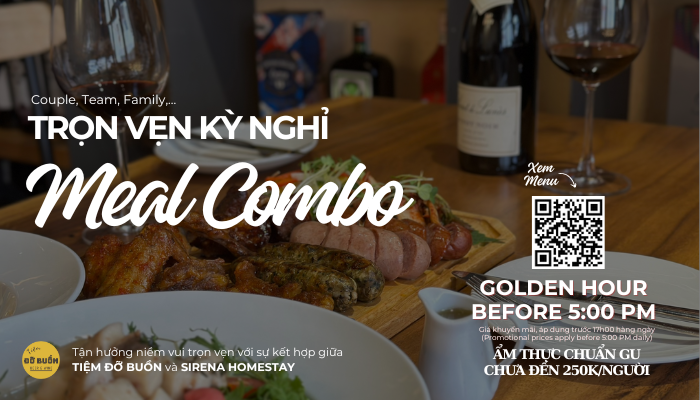 Couple, Team, Family,...
TRỌN VẸN KỲ NGHỈ
Meal Combo
Xem
Menu
GOLDEN HOUR
BEFORE 5:00 PM
Giá khuyến mãi, áp dụng trước 17h00 hàng ngày
(Promotional prices apply before 5:00 PM daily)
ẨM THỰC CHUẨN GU
CHƯA ĐẾN 250K/NGƯỜI
Tiệm
ĐỠ BUỒN
Tận hưởng niềm vui trọn vẹn với sự kết hợp giữa
TIỆM ĐỠ BUỒN và SIRENA HOMESTAY